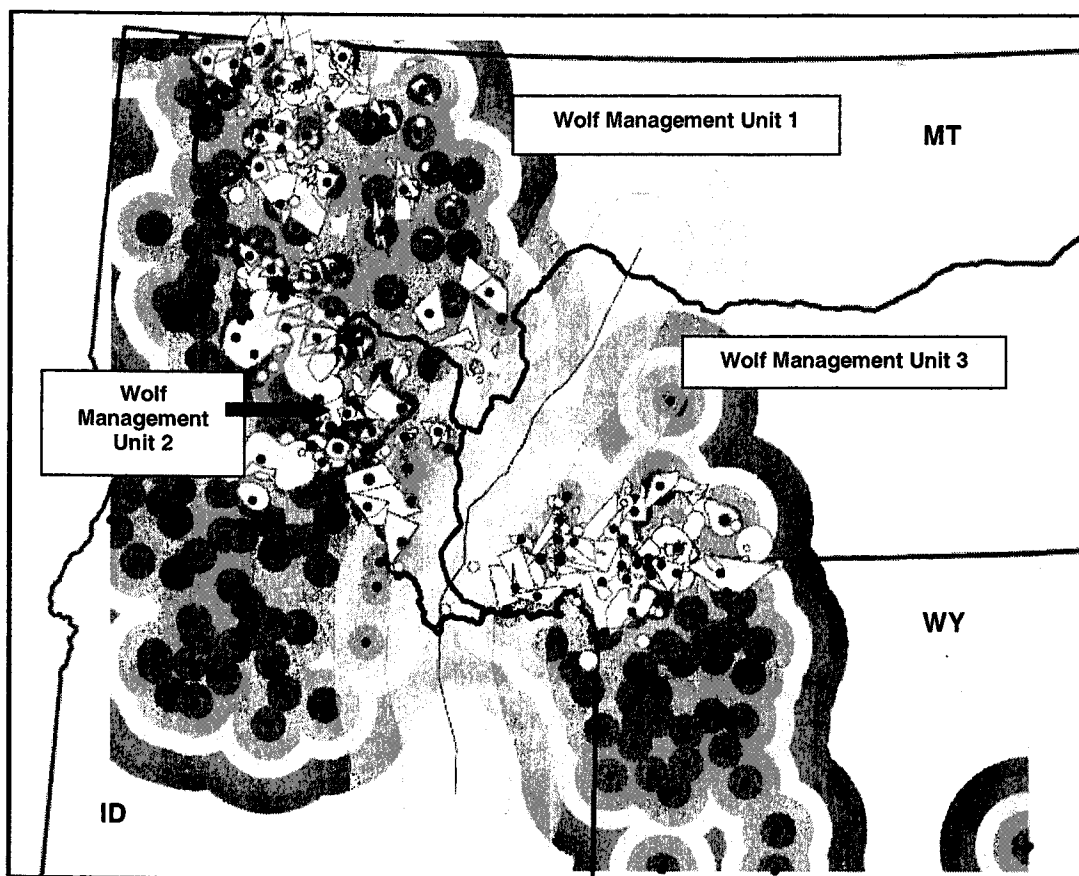 Wolf Management Unit 1
MT
Wolf Management Unit 3
Wolf
Management
Unit 2
WY
ID